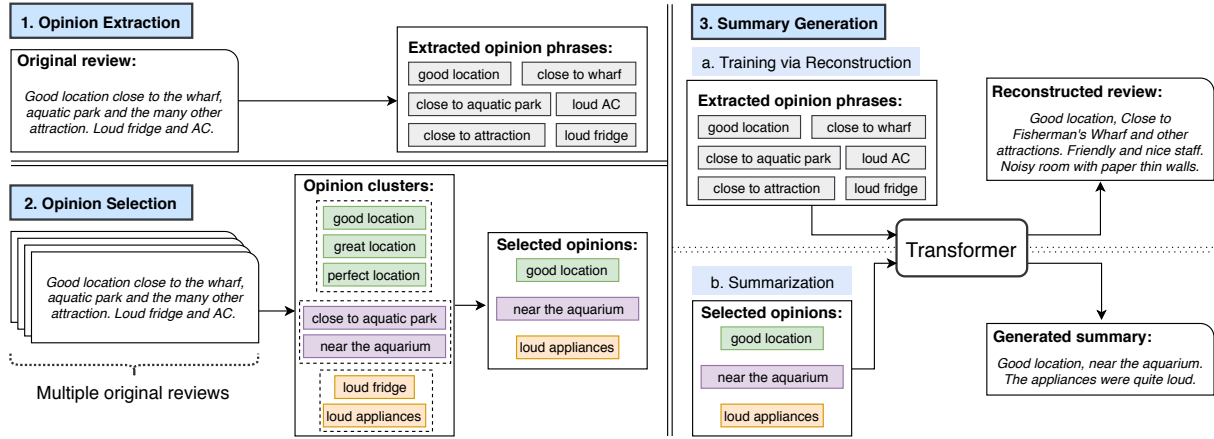 1. Opinion Extraction
Original review:
Good location close to the wharf,
aquatic park and the many other
attraction. Loud fridge and AC.
Extracted opinion phrases:
good location
close to wharf
close to aquatic park
loud AC
close to attraction
loud fridge
2. Opinion Selection
Good location close to the wharf,
aquatic park and the many other
attraction. Loud fridge and AC.
Multiple original reviews
Opinion clusters:
good location
great location
perfect location
close to aquatic park
near the aquarium
loud fridge
loud appliances
Selected opinions:
good location
near the aquarium
loud appliances
3. Summary Generation
a. Training via Reconstruction
Extracted opinion phrases:
good location
close to wharf
close to aquatic park
loud AC
close to attraction
loud fridge
Reconstructed review:
Good location, Close to
Fisherman's Wharf and other
attractions. Friendly and nice staff.
Noisy room with paper thin walls.
Transformer
b. Summarization
Selected opinions:
good location
near the aquarium
loud appliances
Generated summary:
Good location, near the aquarium.
The appliances were quite loud.